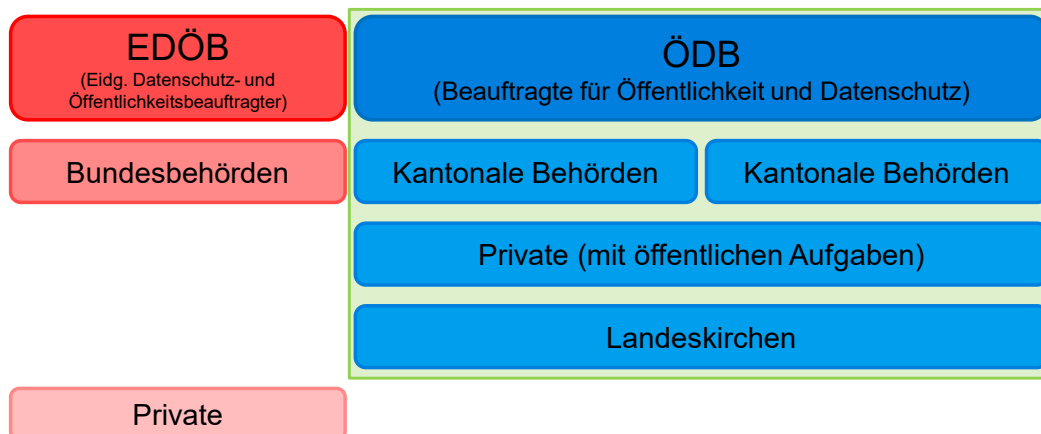 EDÖB
(Eidg. Datenschutz- und
Öffentlichkeitsbeauftragter)
ÖDB
(Beauftragte für Öffentlichkeit und Datenschutz)
Bundesbehörden
Kantonale Behörden
Kantonale Behörden
Private (mit öffentlichen Aufgaben)
Landeskirchen
Private